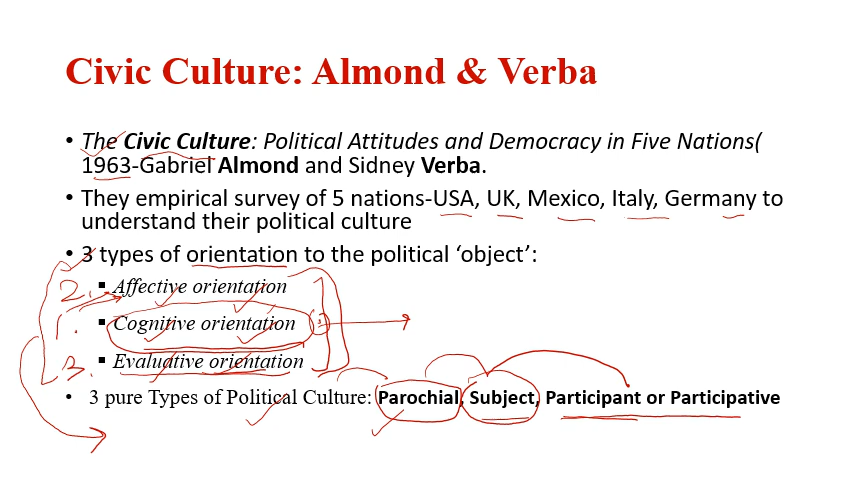 Civic Culture: Almond & Verba
• The Civic Culture: Political Attitudes and Democracy in Five Nations(
1963-Gabriel Almond and Sidney Verba.
• They empirical survey of 5 nations-USA, UK, Mexico, Italy, Germany to
understand their political culture
• 3 types of orientation to the political ‘object’:
2. ▪ Affective orientation
1. ▪ Cognitive orientation
3. ▪ Evaluative orientation
• 3 pure Types of Political Culture: Parochial, Subject, Participant or Participative